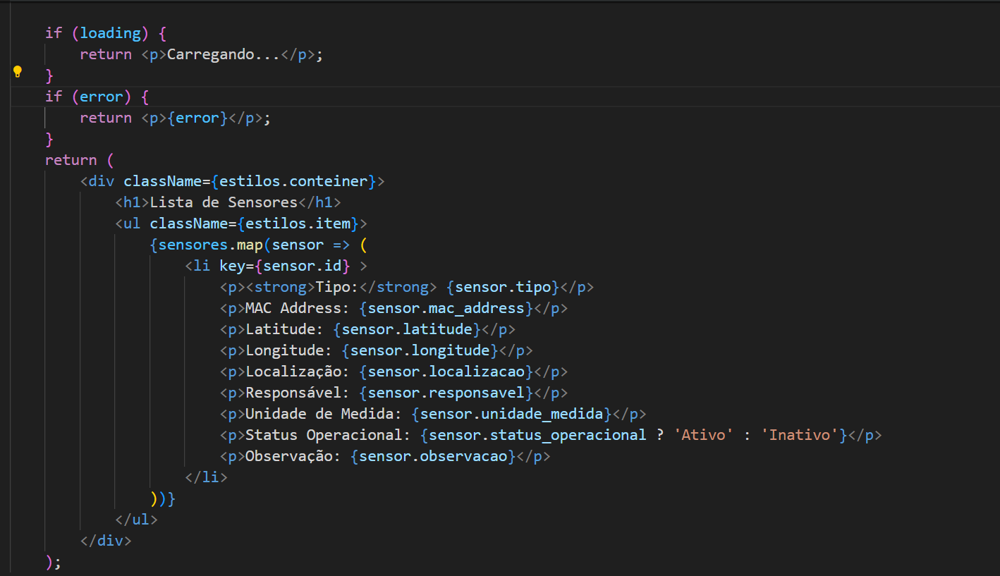 if (loading) {
return <p>Carregando...</p>;
}
if (error) {
return <p>{error}</p>;
}
return (
<div className={estilos.conteiner}>
<h1>Lista de Sensores</h1>
<ul className={estilos.item}>
{sensores.map(sensor => (
<li key={sensor.id} >
<p><strong>Tipo:</strong> {sensor.tipo}</p>
<p>MAC Address: {sensor.mac_address}</p>
<p>Latitude: {sensor.latitude}</p>
<p>Longitude: {sensor.longitude}</p>
<p>Localização: {sensor.localizacao}</p>
<p>Responsável: {sensor.responsavel}</p>
<p>Unidade de Medida: {sensor.unidade_medida}</p>
<p>Status Operacional: {sensor.status_operacional ? 'Ativo' : 'Inativo'}</p>
<p>Observação: {sensor.observacao}</p>
</li>
))}
</ul>
</div>
);